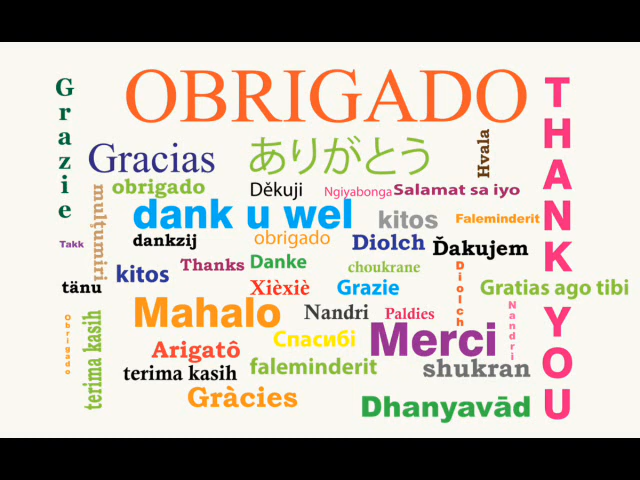 OBRIGADO
Grazie
THANK YOU
Gracias
ありがとう
Hvala
multumiri
obrigado
Děkuji
Ngiyabonga
Salamat sa iyo
dank u wel
kitos
Faleminderit
Takk
dankzij
obrigado
Diolch
Ďakujem
kitos
Thanks
Danke
choukrane
Diolch
tänu
Xièxiè
Grazie
Gratias ago tibi
Mahalo
Nandri
Paldies
Nandri
Obrigado
terima kasih
Arigatô
Спасибі
Merci
terima kasih
faleminderit
shukran
Gràcies
Dhanyavād